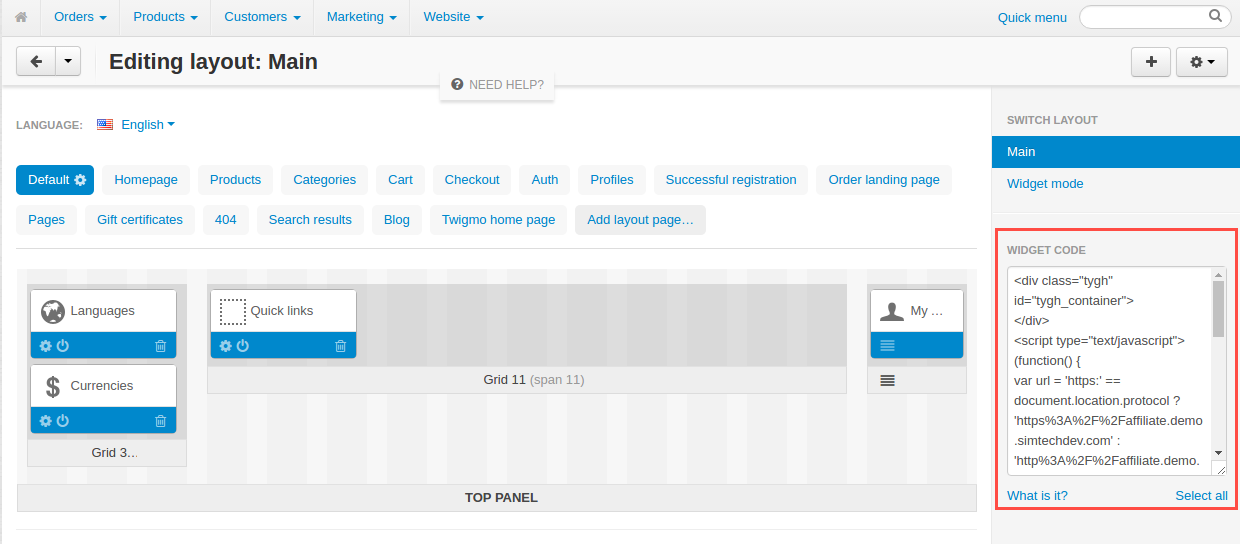 Orders Products Customers Marketing Website Quick menu
Editing layout: Main
NEED HELP?
LANGUAGE: English
Default Homepage Products Categories Cart Checkout Auth Profiles Successful registration Order landing page
Pages Gift certificates 404 Search results Blog Twigmo home page Add layout page…
Languages Quick links My ...
Currencies
Grid 11 (span 11)
Grid 3...
TOP PANEL
SWITCH LAYOUT
Main
Widget mode
WIDGET CODE
<div class="tygh"
id="tygh_container">
</div>
<script type="text/javascript">
(function() {
var url = 'https:' ==
document.location.protocol ?
'https%3A%2F%2Faffiliate.demo
.simtechdev.com' :
'http%3A%2F%2Faffiliate.demo.
What is it? Select all